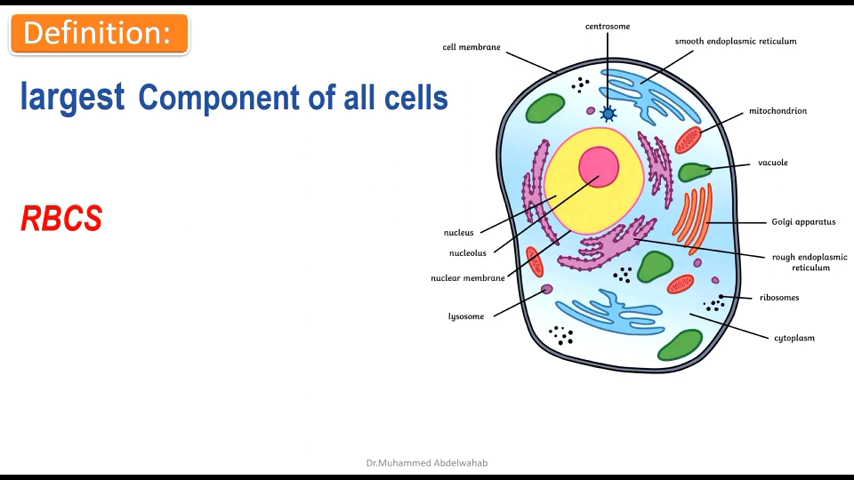 Definition:
largest Component of all cells
RBCS
centrosome
cell membrane
smooth endoplasmic reticulum
mitochondrion
vacuole
Golgi apparatus
rough endoplasmic
reticulum
ribosomes
cytoplasm
nucleus
nucleolus
nuclear membrane
lysosome
Dr.Muhammed Abdelwahab